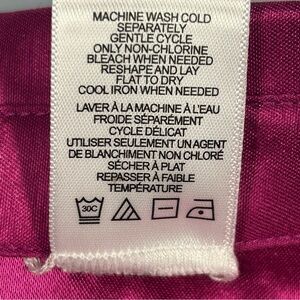 MACHINE WASH COLD
SEPARATELY
GENTLE CYCLE
ONLY NON-CHLORINE
BLEACH WHEN NEEDED
RESHAPE AND LAY
FLAT TO DRY
COOL IRON WHEN NEEDED
LAVER À LA MACHINE À L'EAU
FROIDE SÉPARÉMENT
CYCLE DÉLICAT
UTILISER SEULEMENT UN AGENT
DE BLANCHIMENT NON CHLORÉ
SÉCHER À PLAT
REPASSER À FAIBLE
TEMPÉRATURE
30C